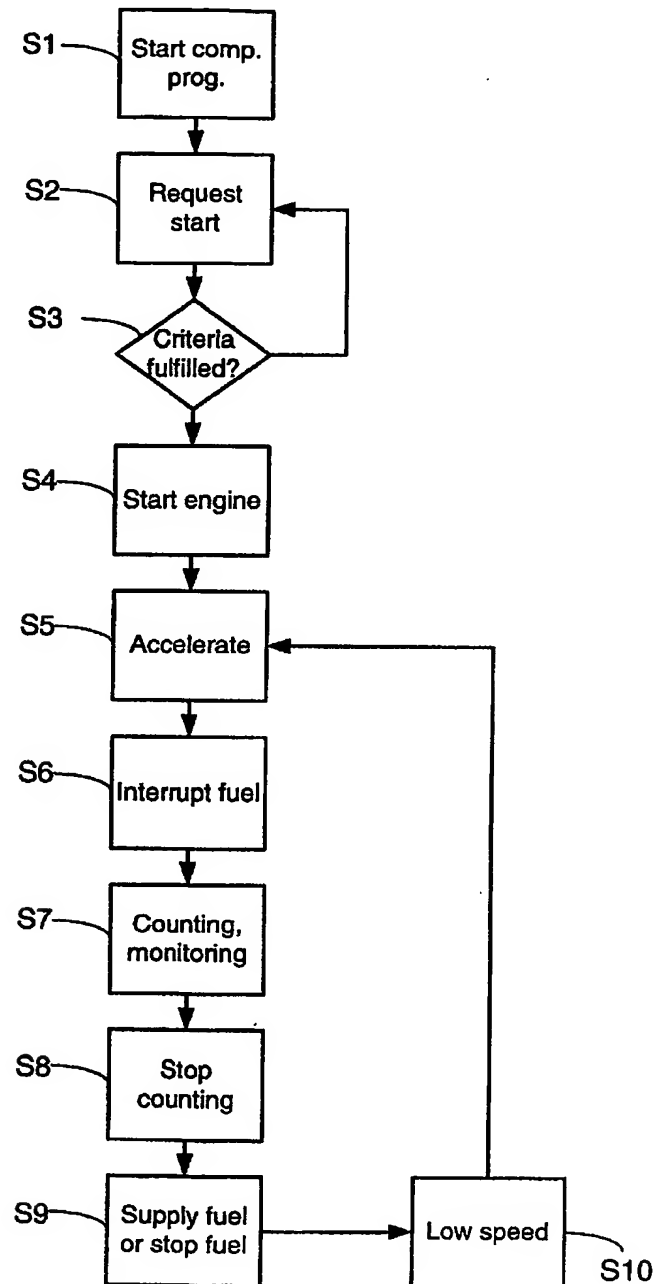 S1
Start comp.
prog.
S2
Request
start
S3
Criteria
fulfilled?
S4
Start engine
S5
Accelerate
S6
Interrupt fuel
S7
Counting,
monitoring
S8
Stop
counting
S9
Supply fuel
or stop fuel
Low speed
S10